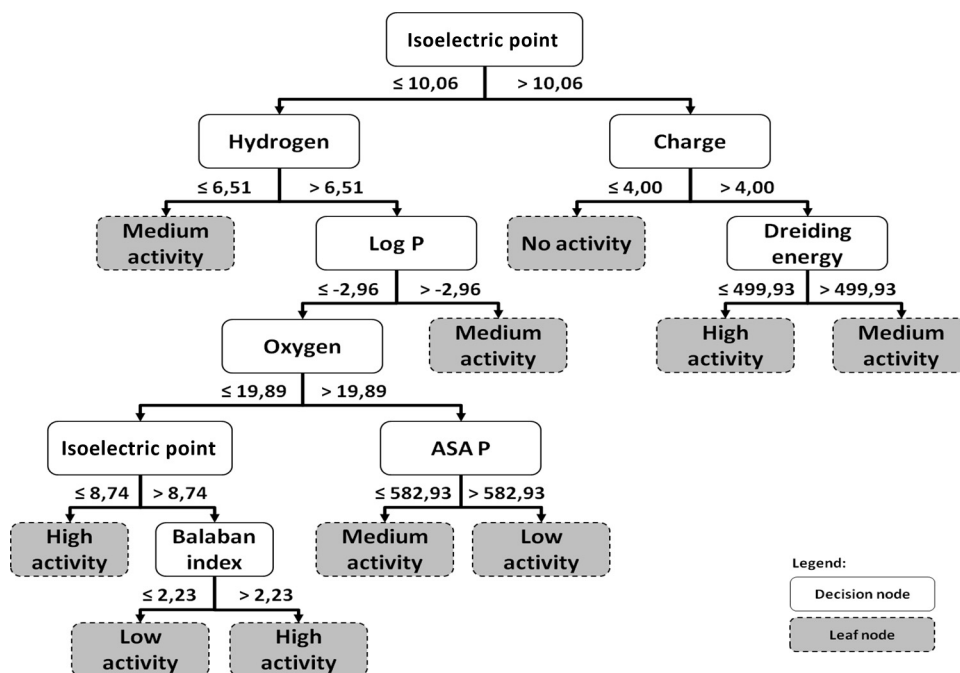 Isoelectric point
≤ 10,06 > 10,06
Hydrogen
Charge
≤ 6,51 > 6,51
≤ 4,00 > 4,00
Medium
activity
Log P
No activity
Dreiding
energy
≤ -2,96 > -2,96
≤ 499,93 > 499,93
Oxygen
Medium
activity
High
activity
Medium
activity
≤ 19,89 > 19,89
Isoelectric point
ASA P
≤ 8,74 > 8,74
≤ 582,93 > 582,93
High
activity
Balaban
index
Medium
activity
Low
activity
≤ 2,23 > 2,23
Low
activity
High
activity
Legend:
Decision node
Leaf node